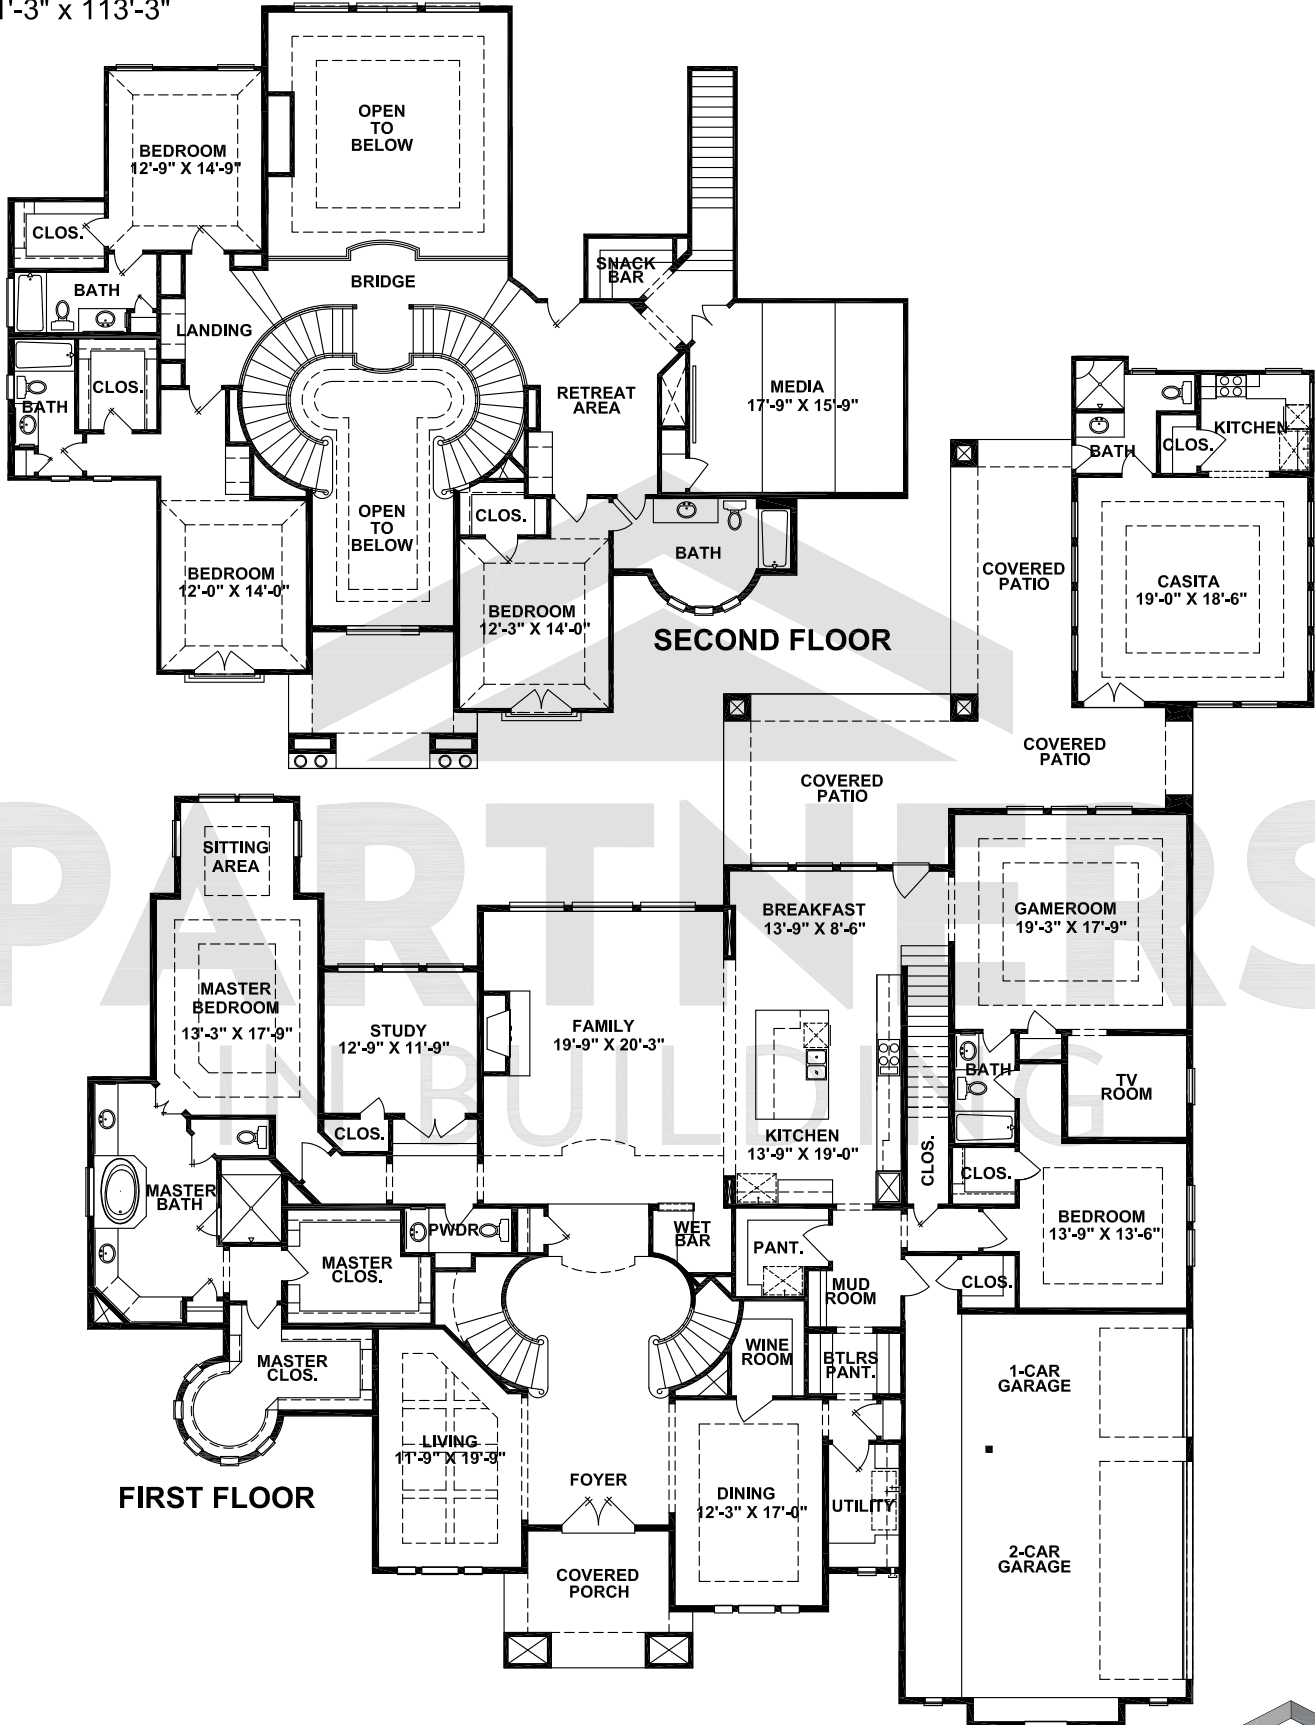 1'-3" x 113'-3"
OPEN
TO
BELOW
BEDROOM
12'-9" X 14'-9"
CLOS.
BATH
LANDING
BRIDGE
SNACK
BAR
CLOS.
BATH
RETREAT
AREA
MEDIA
17'-9" X 15'-9"
OPEN
TO
BELOW
CLOS.
BATH
BEDROOM
12'-0" X 14'-0"
BEDROOM
12'-3" X 14'-0"
SECOND FLOOR
KITCHEN
CLOS.
BATH
COVERED
PATIO
CASITA
19'-0" X 18'-6"
COVERED
PATIO
COVERED
PATIO
PARTNERS
IN BUILDING
SITTING
AREA
MASTER
BEDROOM
13'-3" X 17'-9"
STUDY
12'-9" X 11'-9"
FAMILY
19'-9" X 20'-3"
BREAKFAST
13'-9" X 8'-6"
GAMEROOM
19'-3" X 17'-9"
BATH
TV
ROOM
CLOS.
KITCHEN
13'-9" X 19'-0"
CLOS.
CLOS.
MASTER
BATH
PWDR
WET
BAR
PANT.
BEDROOM
13'-9" X 13'-6"
MASTER
CLOS.
MUD
ROOM
CLOS.
MASTER
CLOS.
WINE
ROOM
BTLRS
PANT.
1-CAR
GARAGE
LIVING
11'-9" X 19'-9"
FOYER
DINING
12'-3" X 17'-0"
UTILITY
FIRST FLOOR
COVERED
PORCH
2-CAR
GARAGE